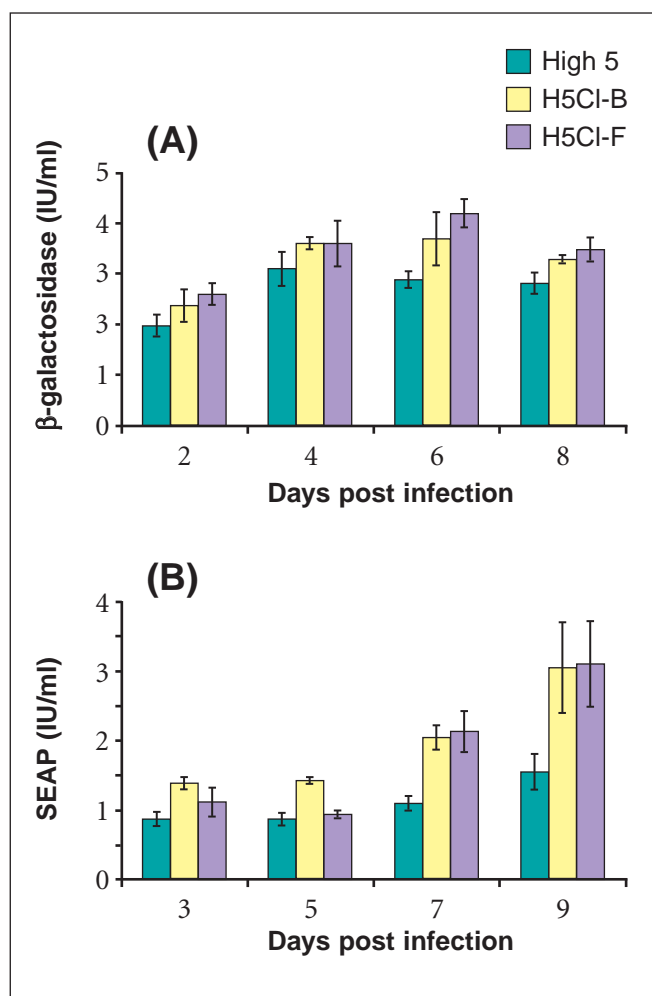 High 5
H5Cl-B
H5Cl-F
(A)
β-galactosidase (IU/ml)
5
4
3
3
1
0
2 4 6 8
Days post infection
(B)
SEAP (IU/ml)
4
3
2
1
0
3 5 7 9
Days post infection